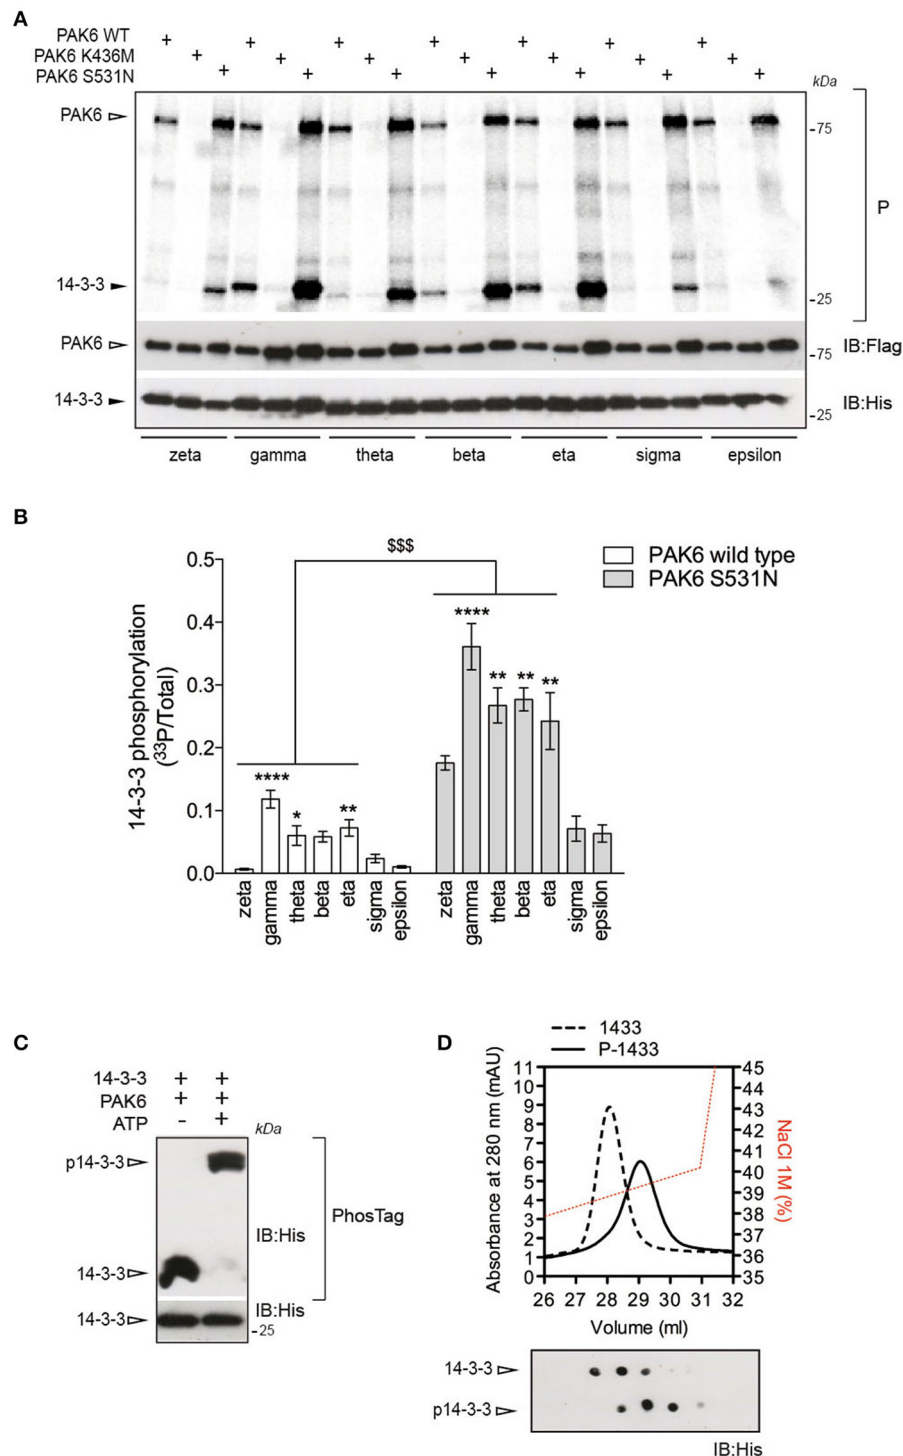 A
PAK6 WT + + + + + + +
PAK6 K436M + + + + + + +
PAK6 S531N + + + + + + +
kDa
PAK6
-75
P
14-3-3
-25
PAK6
-75
IB:Flag
14-3-3
-25
IB:His
zeta gamma theta beta eta sigma epsilon
B
14-3-3 phosphorylation
(³³P/Total)
0.5
0.4
0.3
0.2
0.1
0.0
$$$
PAK6 wild type
PAK6 S531N
**** * **
**** ** ** **
zeta gamma theta beta eta sigma epsilon
zeta gamma theta beta eta sigma epsilon
C
14-3-3 + +
PAK6 + +
ATP - +
kDa
p14-3-3
IB:His
PhosTag
14-3-3
14-3-3
IB:His
-25
D
1433
P-1433
Absorbance at 280 nm (mAU)
11
10
9
8
7
6
5
4
3
2
1
0
45
44
43
42
41
40
39
38
37
36
35
NaCl 1M (%)
26 27 28 29 30 31 32
Volume (ml)
14-3-3
p14-3-3
IB:His